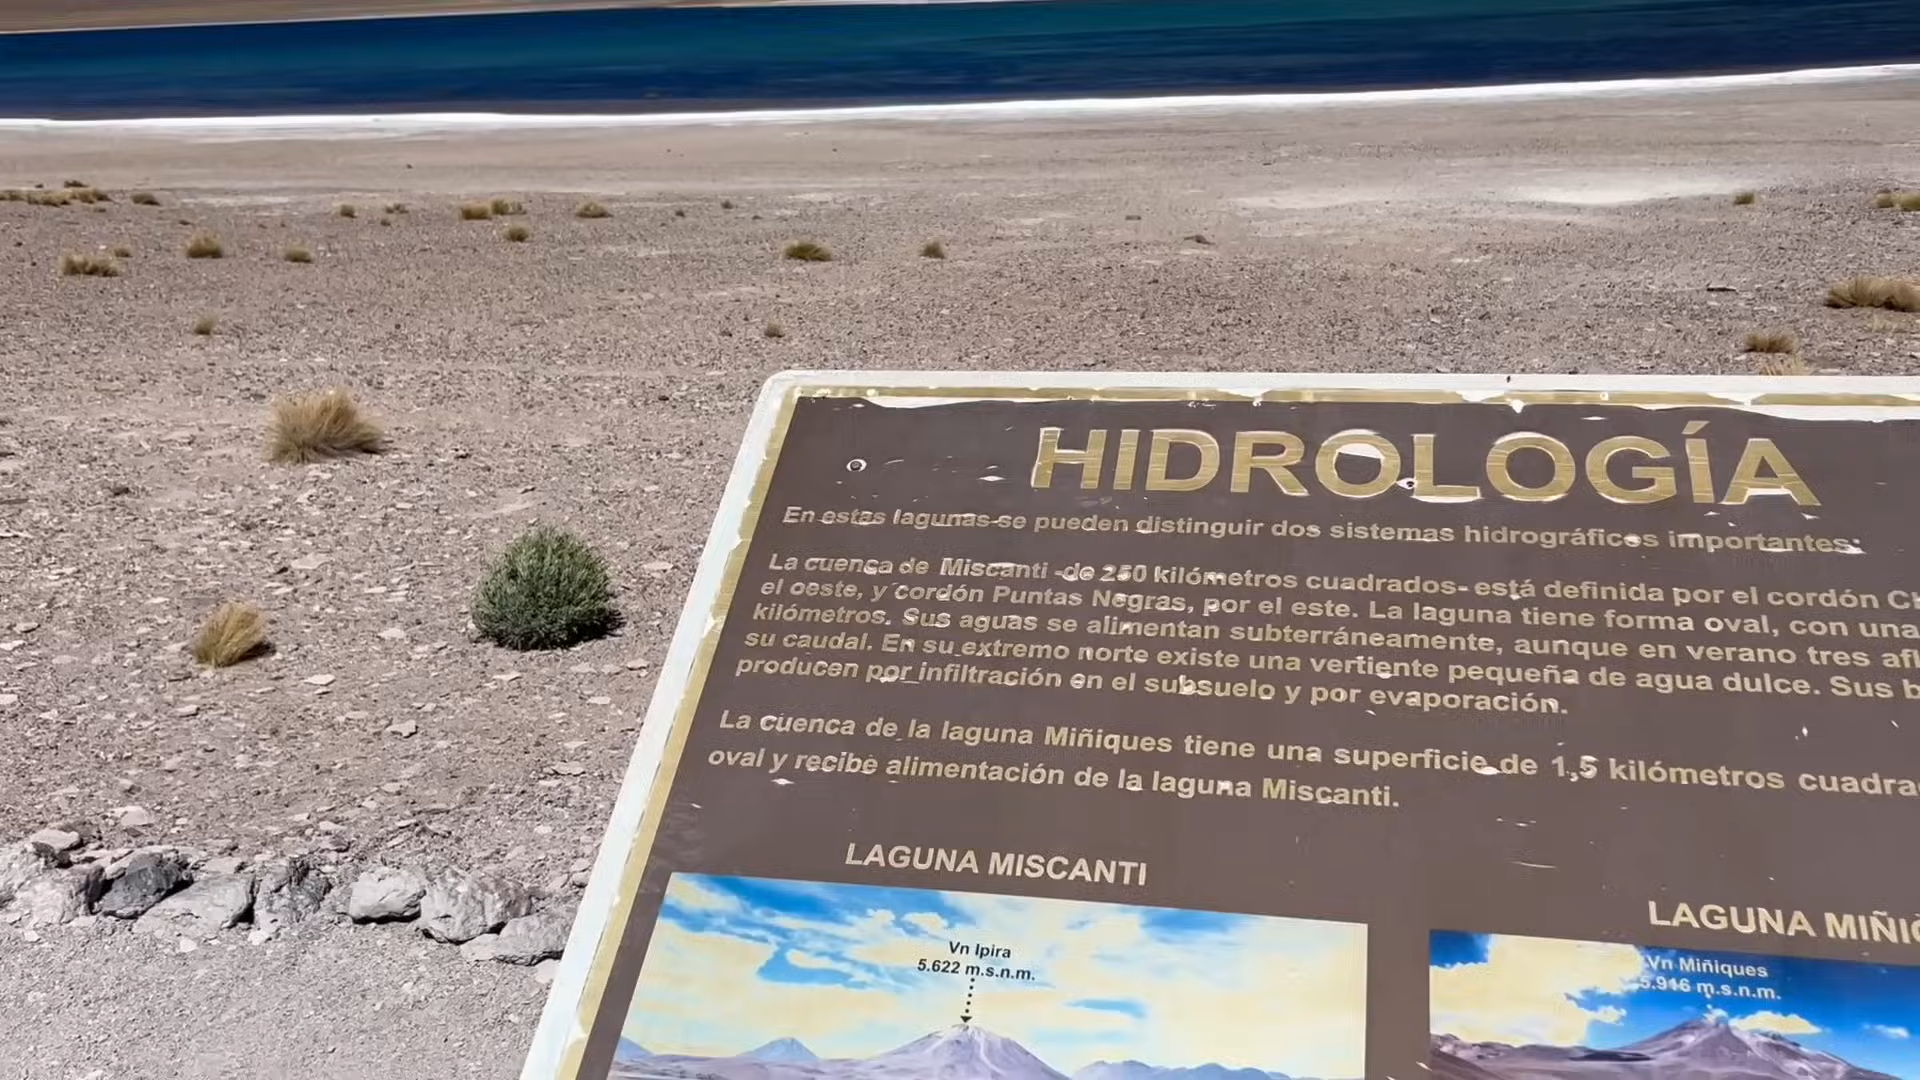 HIDROLOGÍA
En estas lagunas se pueden distinguir dos sistemas hidrográficos importantes:
La cuenca de Miscanti -de 250 kilómetros cuadrados- está definida por el cordón
el oeste, y cordón Puntas Negras, por el este. La laguna tiene forma oval, con una
kilómetros. Sus aguas se alimentan subterráneamente, aunque en verano tres
su caudal. En su extremo norte existe una vertiente pequeña de agua dulce. Sus
producen por infiltración en el subsuelo y por evaporación.
La cuenca de la laguna Miñiques tiene una superficie de 1,5 kilómetros
oval y recibe alimentación de la laguna Miscanti.
LAGUNA MISCANTI
Vn Ipira
5.622 m.s.n.m.
LAGUNA
Vn Miñiques
5.916 m.s.n.m.